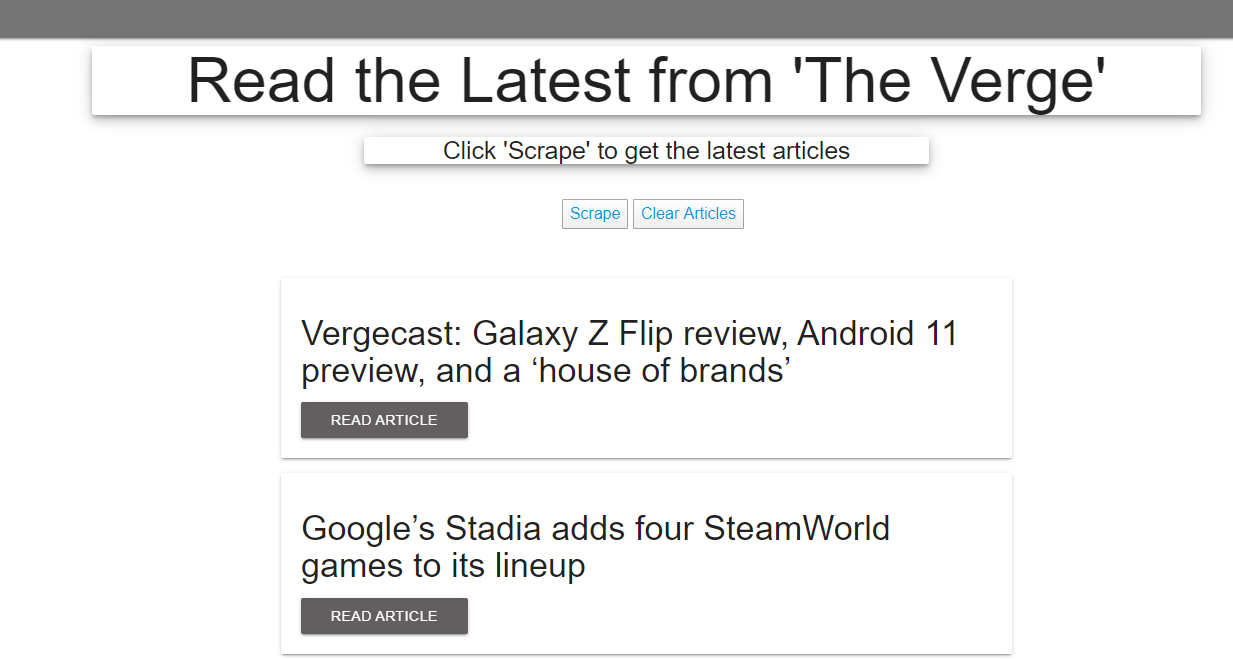 Read the Latest from 'The Verge'
Click 'Scrape' to get the latest articles
Scrape Clear Articles
Vergecast: Galaxy Z Flip review, Android 11
preview, and a ‘house of brands’
READ ARTICLE
Google’s Stadia adds four SteamWorld
games to its lineup
READ ARTICLE